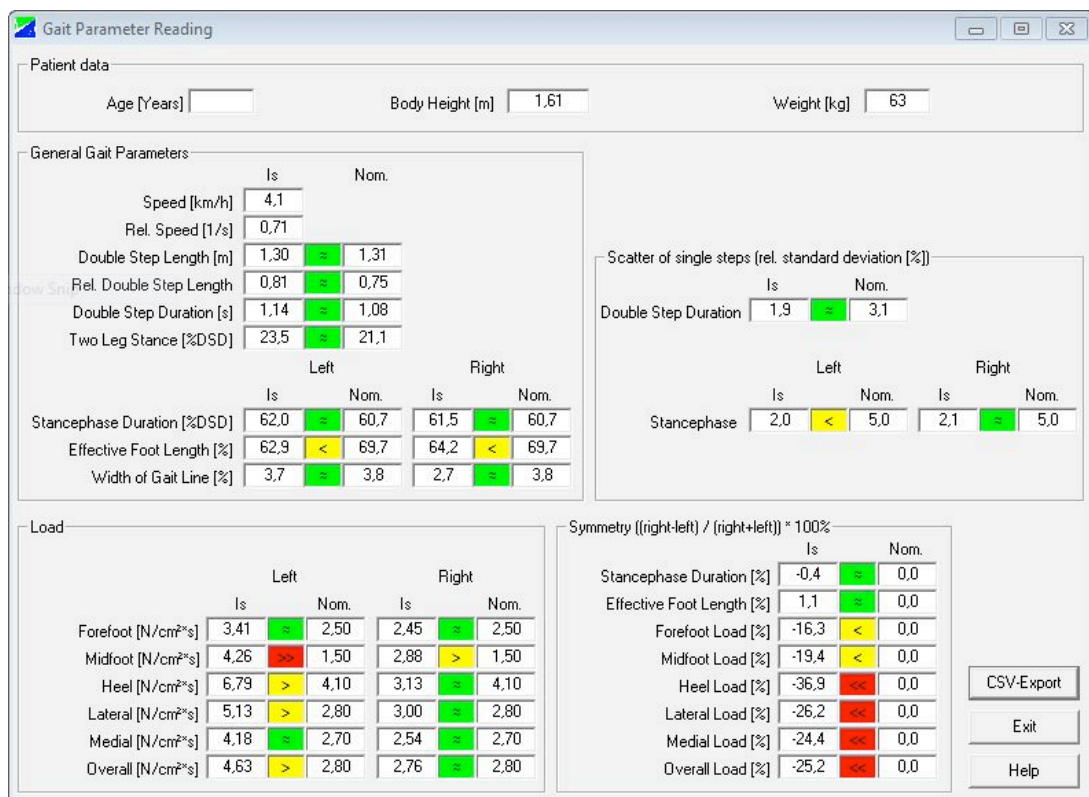 Gait Parameter Reading
Patient data
Age [Years] Body Height [m] 1,61 Weight [kg] 63
General Gait Parameters
Is Nom.
Speed [km/h] 4,1
Rel. Speed [1/s] 0,71
Double Step Length [m] 1,30 ≈ 1,31
Rel. Double Step Length 0,81 ≈ 0,75
Double Step Duration [s] 1,14 ≈ 1,08
Two Leg Stance [%DSD] 23,5 ≈ 21,1
Left Right
Is Nom. Is Nom.
Stancephase Duration [%DSD] 62,0 ≈ 60,7 61,5 ≈ 60,7
Effective Foot Length [%] 62,9 < 69,7 64,2 < 69,7
Width of Gait Line [%] 3,7 ≈ 3,8 2,7 ≈ 3,8
Scatter of single steps (rel. standard deviation [%])
Is Nom.
Double Step Duration 1,9 ≈ 3,1
Left Right
Is Nom. Is Nom.
Stancephase 2,0 < 5,0 2,1 ≈ 5,0
Load
Left Right
Is Nom. Is Nom.
Forefoot [N/cm²*s] 3,41 ≈ 2,50 2,45 ≈ 2,50
Midfoot [N/cm²*s] 4,26 >> 1,50 2,88 > 1,50
Heel [N/cm²*s] 6,79 > 4,10 3,13 ≈ 4,10
Lateral [N/cm²*s] 5,13 > 2,80 3,00 ≈ 2,80
Medial [N/cm²*s] 4,18 ≈ 2,70 2,54 ≈ 2,70
Overall [N/cm²*s] 4,63 > 2,80 2,76 ≈ 2,80
Symmetry ((right-left) / (right+left)) * 100%
Is Nom.
Stancephase Duration [%] -0,4 ≈ 0,0
Effective Foot Length [%] 1,1 ≈ 0,0
Forefoot Load [%] -16,3 < 0,0
Midfoot Load [%] -19,4 < 0,0
Heel Load [%] -36,9 << 0,0
Lateral Load [%] -26,2 << 0,0
Medial Load [%] -24,4 << 0,0
Overall Load [%] -25,2 << 0,0
CSV-Export
Exit
Help